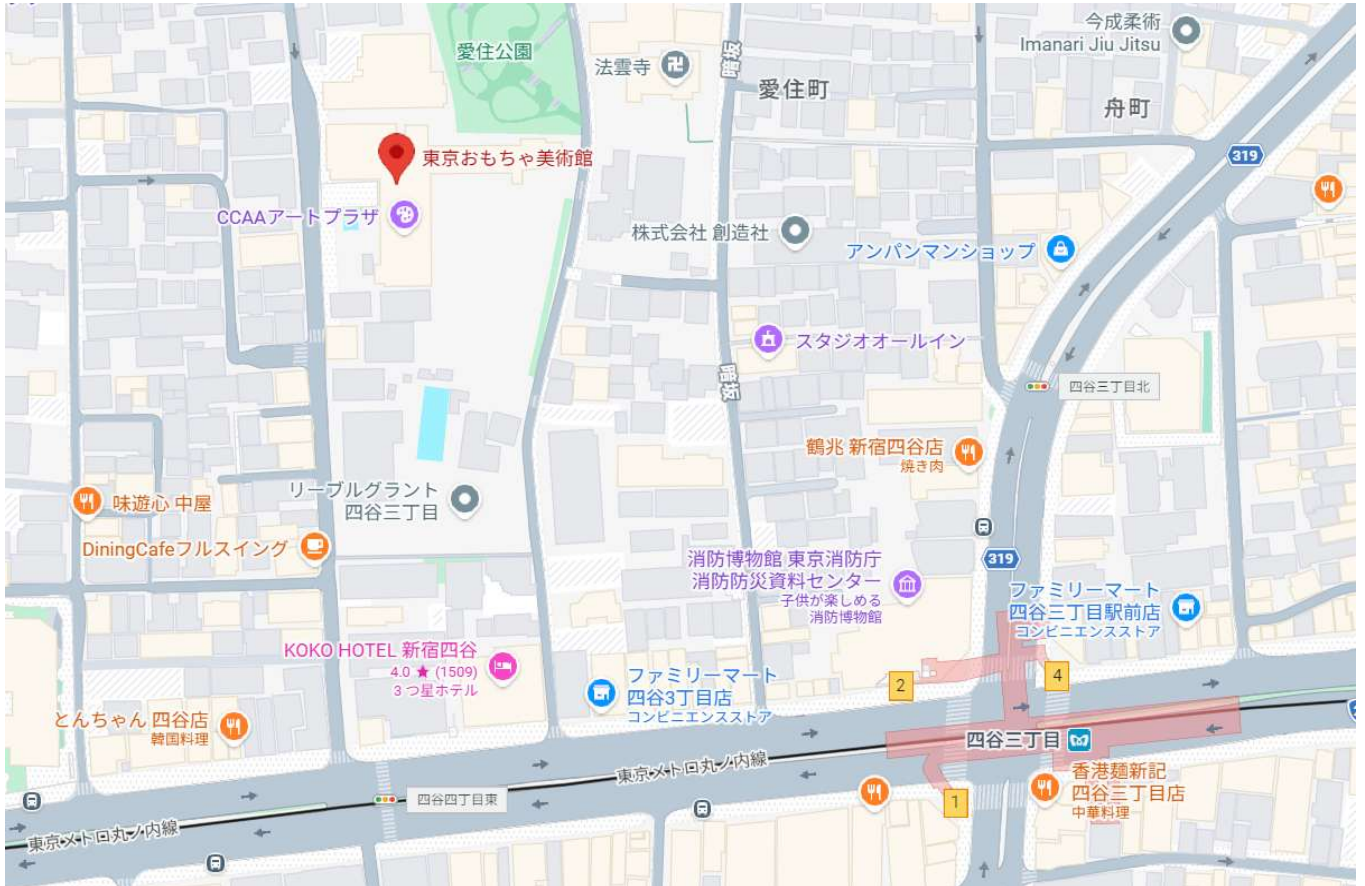 今成柔術
Imanari Jiu Jitsu
愛住公園
法雲寺
卍
暗坂
愛住町
舟町
319
東京おもちゃ美術館
CCAAアートプラザ
株式会社 創造社
アンパンマンショップ
スタジオオールイン
暗坂
四谷三丁目北
鶴兆 新宿四谷店
焼き肉
リーブルグラント
四谷三丁目
味遊心 中屋
DiningCafeフルスイング
消防博物館 東京消防庁
消防防災資料センター
子供が楽しめる
消防博物館
319
ファミリーマート
四谷三丁目駅前店
コンビニエンスストア
KOKO HOTEL 新宿四谷
4.0 ★ (1509)
3 つ星ホテル
ファミリーマート
四谷3丁目店
コンビニエンスストア
2
4
とんちゃん 四谷店
韓国料理
四谷三丁目
東京メトロ丸ノ内線
香港麺新記
四谷三丁目店
中華料理
四谷四丁目東
1
東京メトロ丸ノ内線